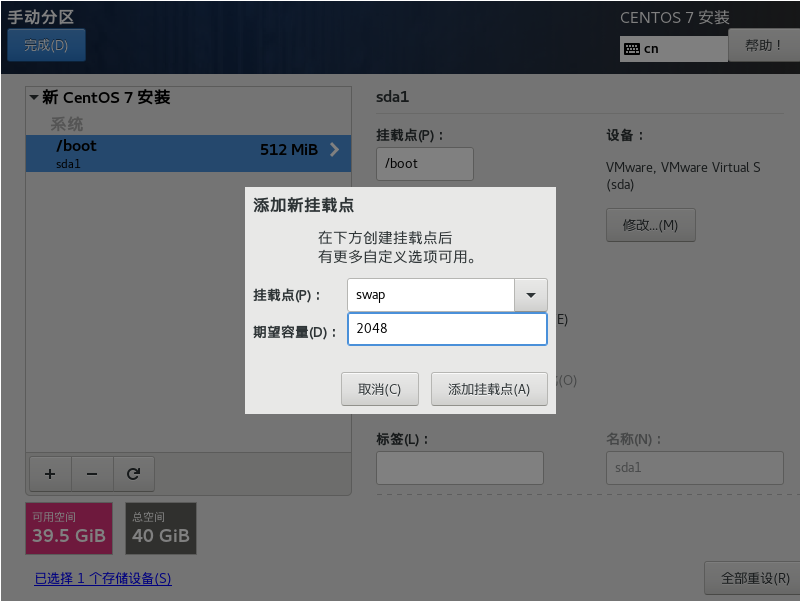 手动分区
CENTOS 7 安装
完成(D)
cn
帮助！
新 CentOS 7 安装
系统
/boot
512 MiB
sda1
sda1
挂载点(P)：
/boot
设备：
VMware, VMware Virtual S
(sda)
修改...(M)
添加新挂载点
在下方创建挂载点后
有更多自定义选项可用。
挂载点(P)：
swap
期望容量(D)：
2048
取消(C)
添加挂载点(A)
E)
(O)
标签(L)：
名称(N)：
sda1
可用空间
39.5 GiB
总空间
40 GiB
已选择 1 个存储设备(S)
全部重设(R)